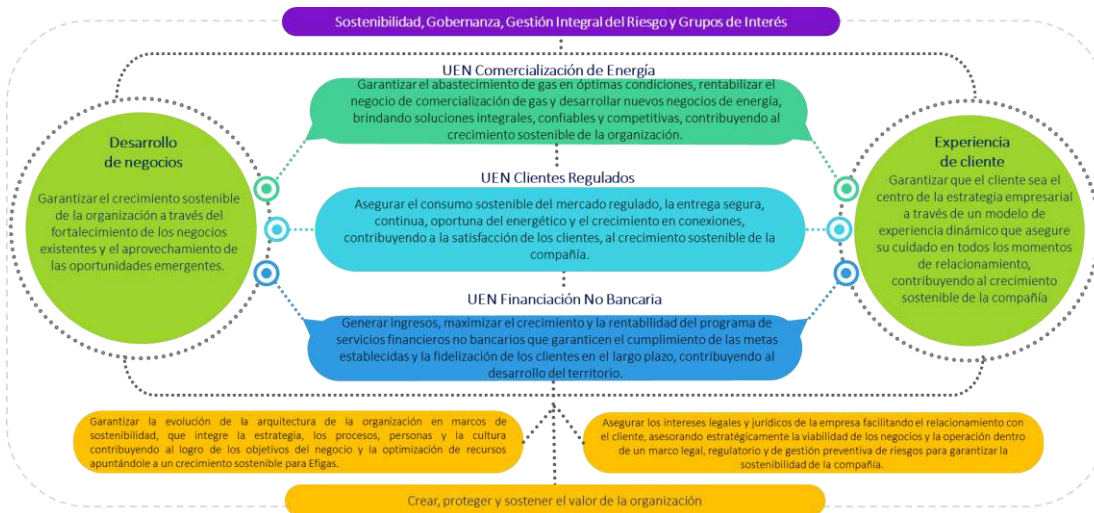 Sostenibilidad, Gobernanza, Gestión Integral del Riesgo y Grupos de Interés
UEN Comercialización de Energía
Garantizar el abastecimiento de gas en óptimas condiciones, rentabilizar el
negocio de comercialización de gas y desarrollar nuevos negocios de energía,
brindando soluciones integrales, confiables y competitivas, contribuyendo al
crecimiento sostenible de la organización.
Desarrollo
de negocios
Garantizar el crecimiento sostenible
de la organización a través del
fortalecimiento de los negocios
existentes y el aprovechamiento de
las oportunidades emergentes.
UEN Clientes Regulados
Asegurar el consumo sostenible del mercado regulado, la entrega segura,
continua, oportuna del energético y el crecimiento en conexiones,
contribuyendo a la satisfacción de los clientes, al crecimiento sostenible de la
compañía.
Experiencia
de cliente
Garantizar que el cliente sea el
centro de la estrategia empresarial
a través de un modelo de
experiencia dinámico que asegure
su cuidado en todos los momentos
de relacionamiento,
contribuyendo al crecimiento
sostenible de la compañía
UEN Financiación No Bancaria
Generar ingresos, maximizar el crecimiento y la rentabilidad del programa de
servicios financieros no bancarios que garanticen el cumplimiento de las metas
establecidas y la fidelización de los clientes en el largo plazo, contribuyendo al
desarrollo del territorio.
Garantizar la evolución de la arquitectura de la organización en marcos de
sostenibilidad, que integre la estrategia, los procesos, personas y la cultura
contribuyendo al logro de los objetivos del negocio y la optimización de recursos
apuntándole a un crecimiento sostenible para Efigas.
Asegurar los intereses legales y jurídicos de la empresa facilitando el relacionamiento con
el cliente, asesorando estratégicamente la viabilidad de los negocios y la operación dentro
de un marco legal, regulatorio y de gestión preventiva de riesgos para garantizar la
sostenibilidad de la compañía.
Crear, proteger y sostener el valor de la organización